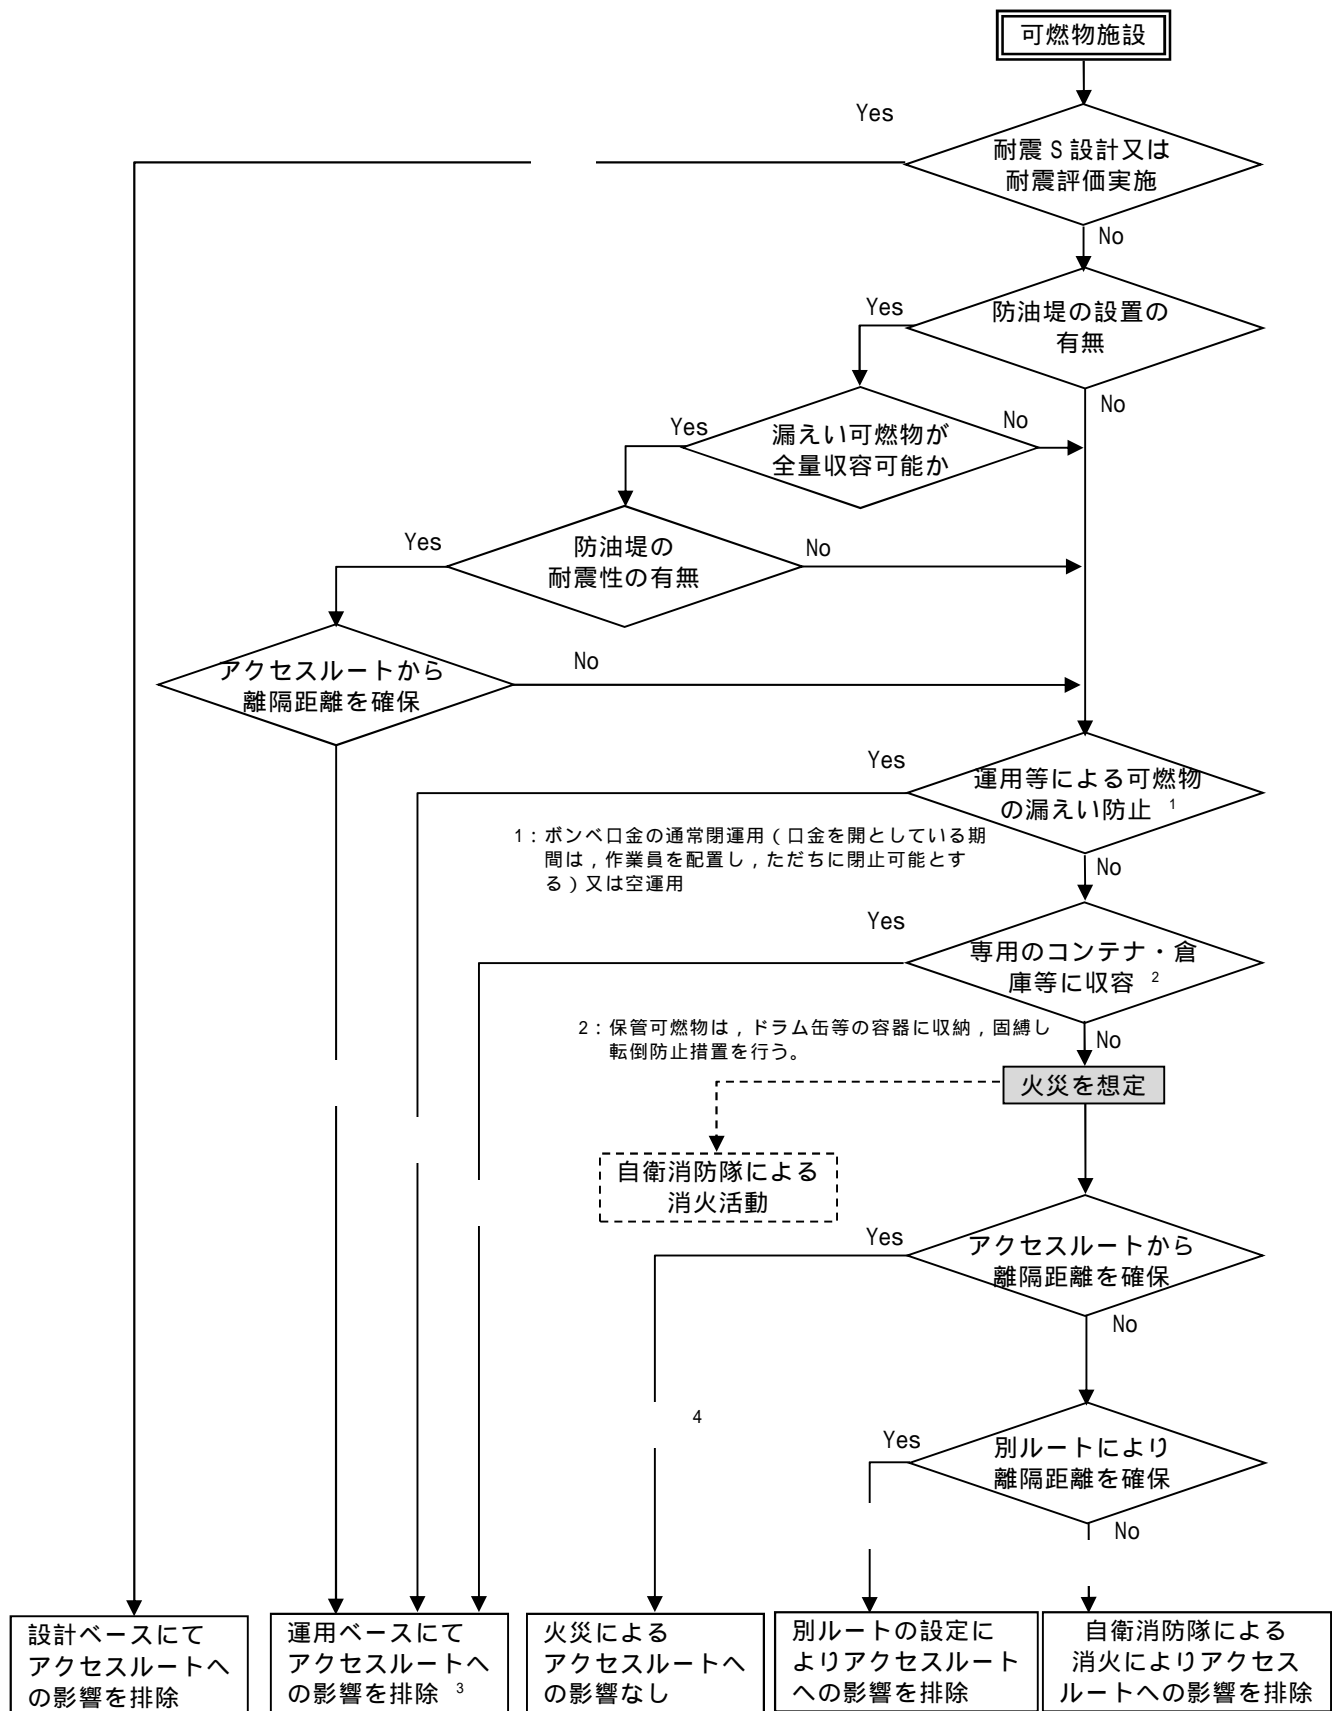 可燃物施設
Yes
耐震Ｓ設計又は
耐震評価実施
No
Yes
防油堤の設置の
有無
No
Yes
漏えい可燃物が
全量収容可能か
No
Yes
防油堤の
耐震性の有無
No
アクセスルートから
離隔距離を確保
No
Yes
運用等による可燃物
の漏えい防止 1
1：ボンベ口金の通常閉運用（口金を開としている期
間は，作業員を配置し，ただちに閉止可能とす
る）又は空運用
No
Yes
専用のコンテナ・倉
庫等に収容 2
2：保管可燃物は，ドラム缶等の容器に収納，固縛し
転倒防止措置を行う。
No
火災を想定
自衛消防隊による
消火活動
Yes
アクセスルートから
離隔距離を確保
No
4
Yes
別ルートにより
離隔距離を確保
No
設計ベースにて
アクセスルートへ
の影響を排除
運用ベースにて
アクセスルートへ
の影響を排除 3
火災による
アクセスルートへ
の影響なし
別ルートの設定に
よりアクセスルート
への影響を排除
自衛消防隊による
消火によりアクセス
ルートへの影響を排除